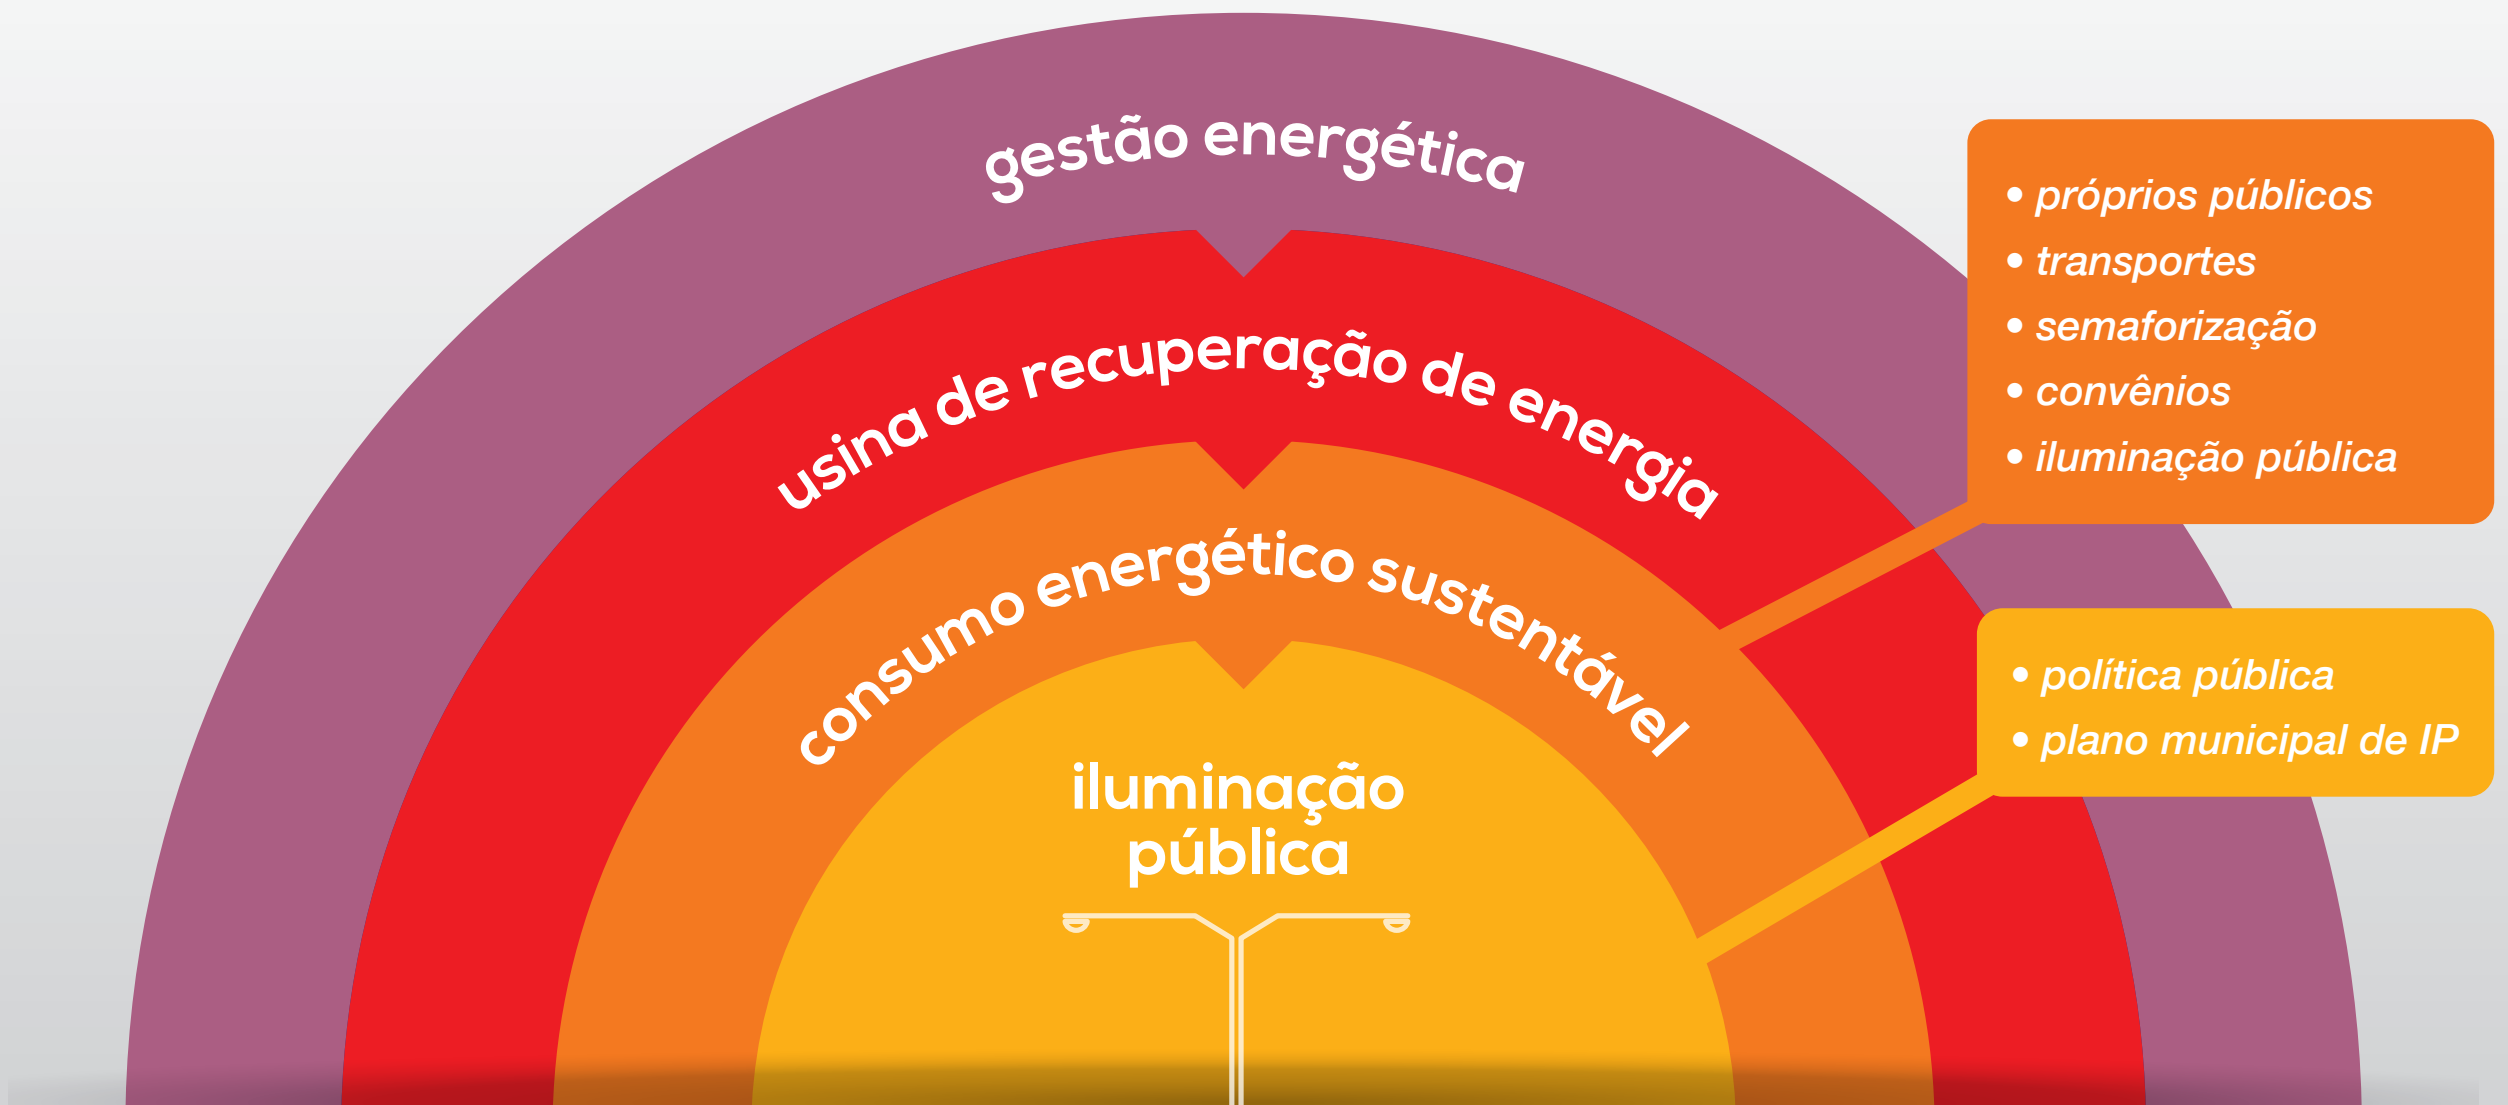 gestão energética
usina de recuperação de energia
consumo energético sustentável
iluminação
pública
• próprios públicos
• transportes
• semaforização
• convênios
• iluminação pública
• política pública
• plano municipal de IP